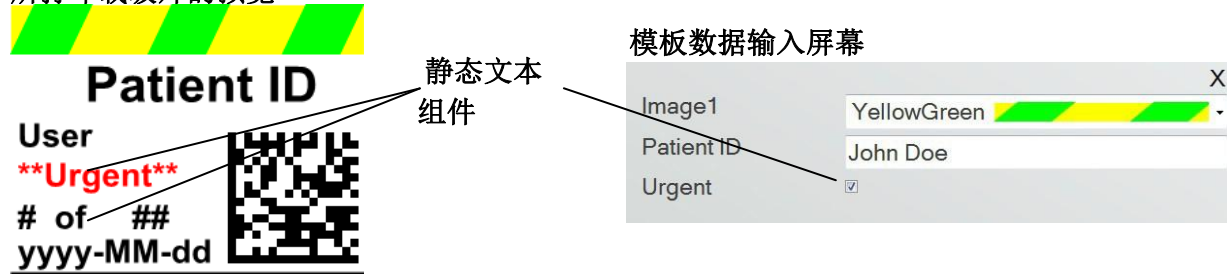 Patient ID
User
**Urgent**
# of ##
yyyy-MM-dd
静态文本
组件
模板数据输入屏幕
X
Image1 YellowGreen
Patient ID John Doe
Urgent